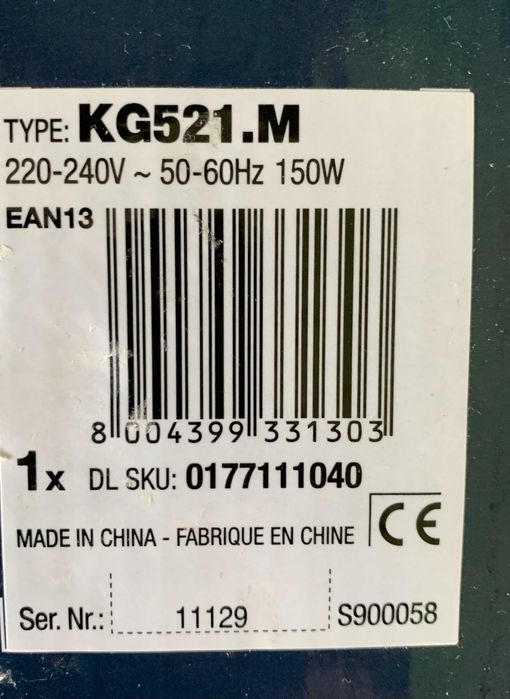 TYPE: KG521.M
220-240V ~ 50-60Hz 150W
EAN13
8 004399 331303
1x DL SKU: 0177111040
MADE IN CHINA - FABRIQUE EN CHINE CE
Ser. Nr.: 11129 S900058